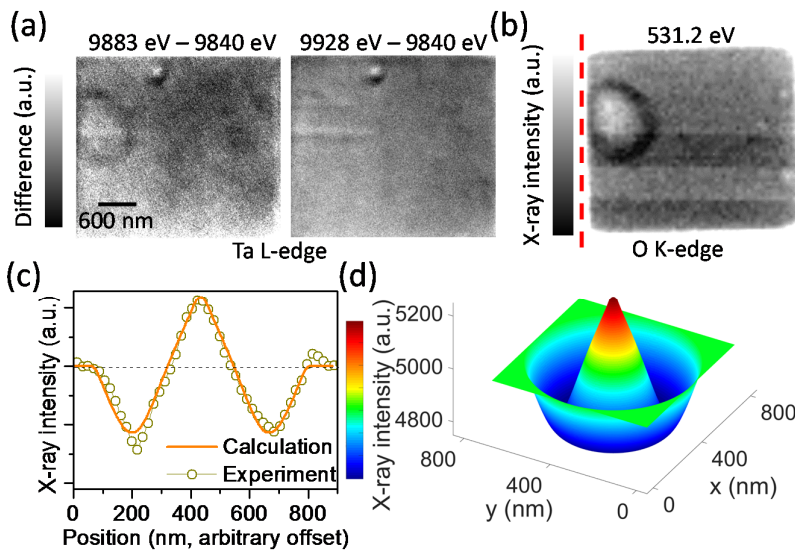 (a)
9883 eV – 9840 eV
9928 eV – 9840 eV
Difference (a.u.)
600 nm
Ta L-edge
(b)
531.2 eV
X-ray intensity (a.u.)
O K-edge
(c)
X-ray intensity (a.u.)
Calculation
Experiment
0 200 400 600 800
Position (nm, arbitrary offset)
(d)
X-ray intensity (a.u.)
5200
5000
4800
800
400
0
y (nm)
0
400
800
x (nm)